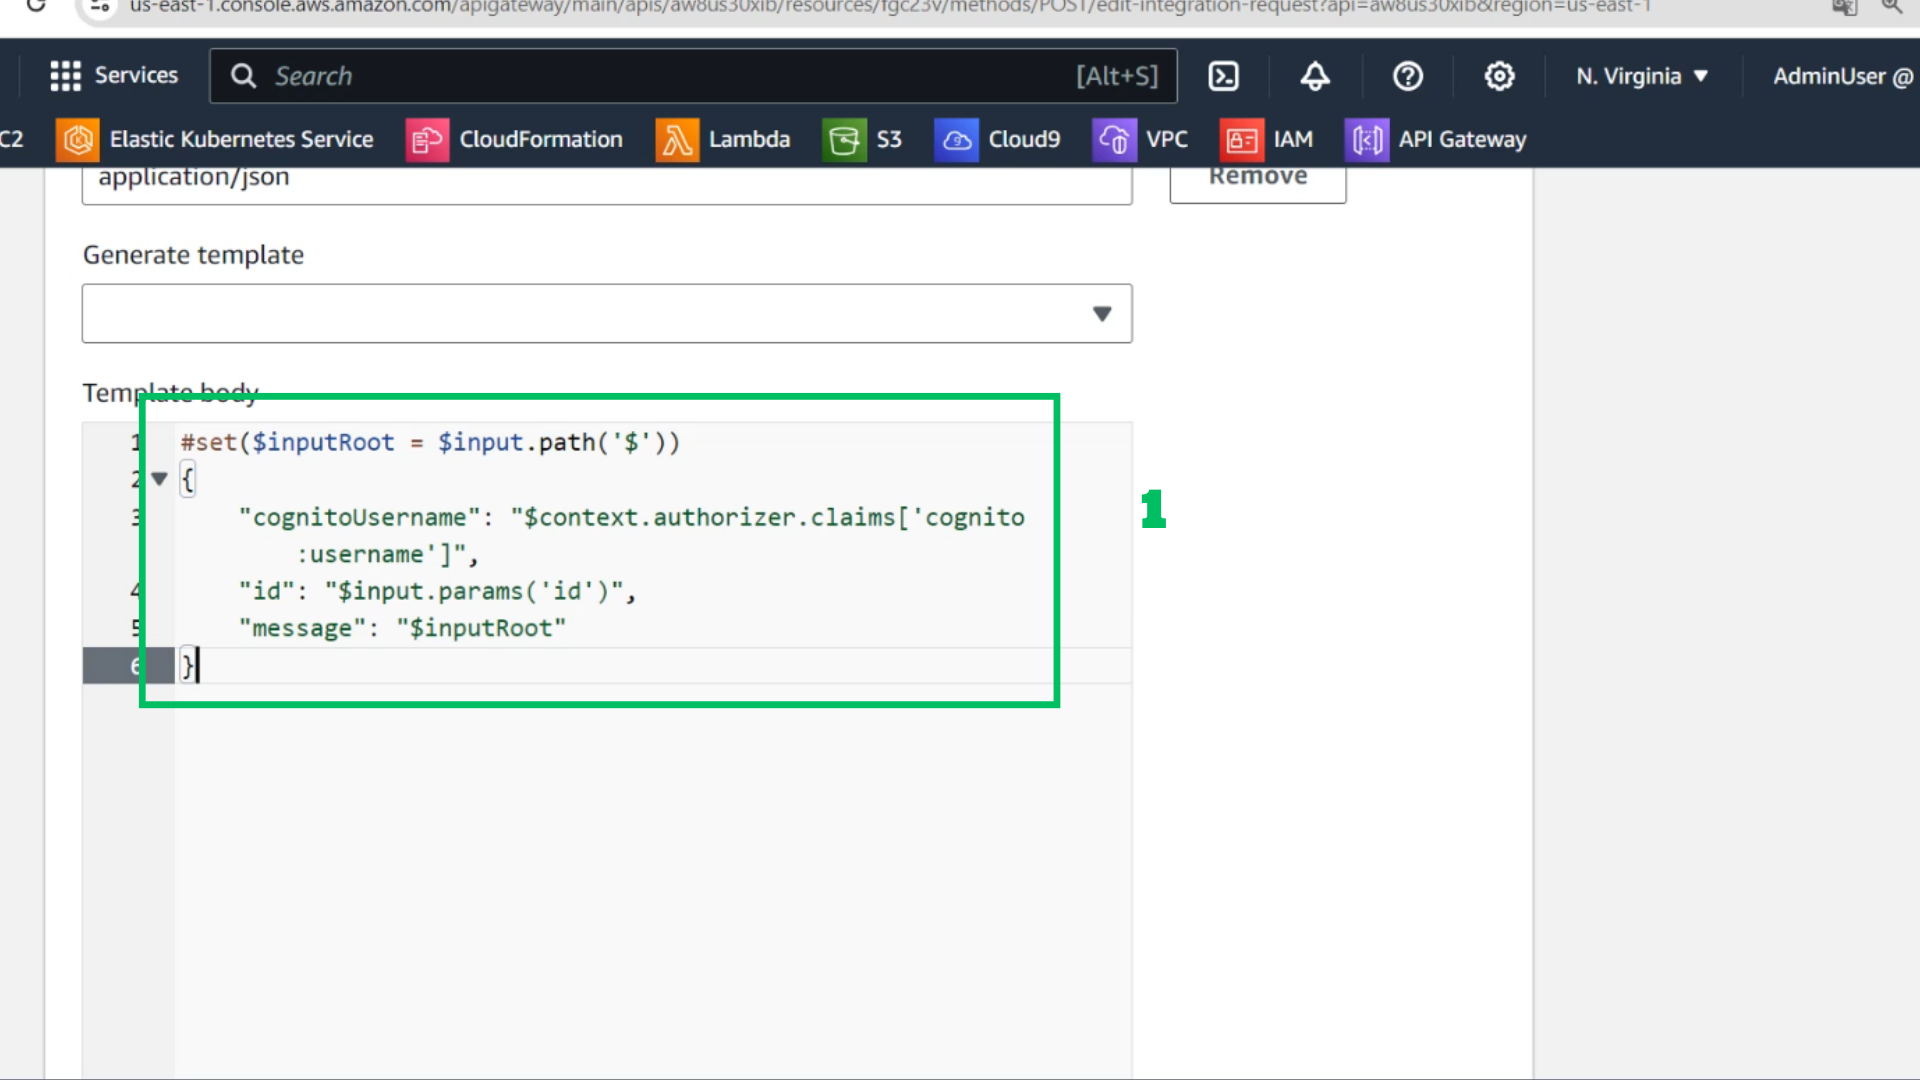 us-east-1.console.aws.amazon.com/apigateway/main/apis/aw8us30xib/resources/fgc23v/methods/POST/edit-integration-request?api=aw8us30xib&region=us-east-1
Services
Search
[Alt+S]
N. Virginia
AdminUser @
C2
Elastic Kubernetes Service
CloudFormation
Lambda
S3
Cloud9
VPC
IAM
API Gateway
application/json
Remove
Generate template
Template body
1 #set($inputRoot = $input.path('$'))
2 {
3 "cognitoUsername": "$context.authorizer.claims['cognito
:username']",
4 "id": "$input.params('id')",
5 "message": "$inputRoot"
6 }
1